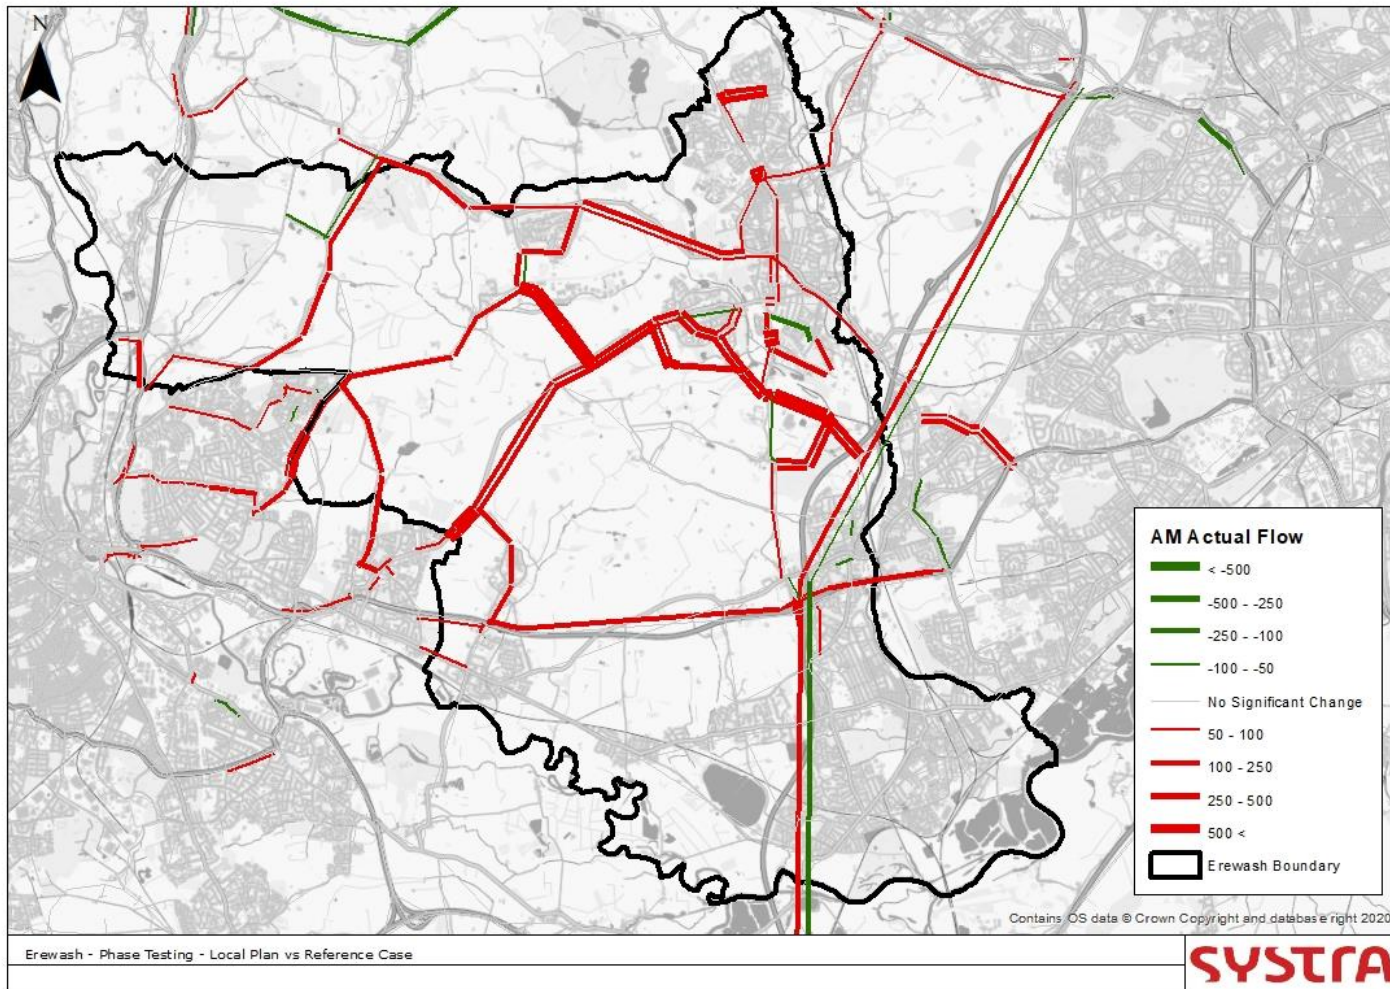 N
AM Actual Flow
< -500
-500 - -250
-250 - -100
-100 - -50
No Significant Change
50 - 100
100 - 250
250 - 500
500 <
Erewash Boundary
Contains OS data © Crown Copyright and database right 2020
Erewash - Phase Testing - Local Plan vs Reference Case
SYSTRA